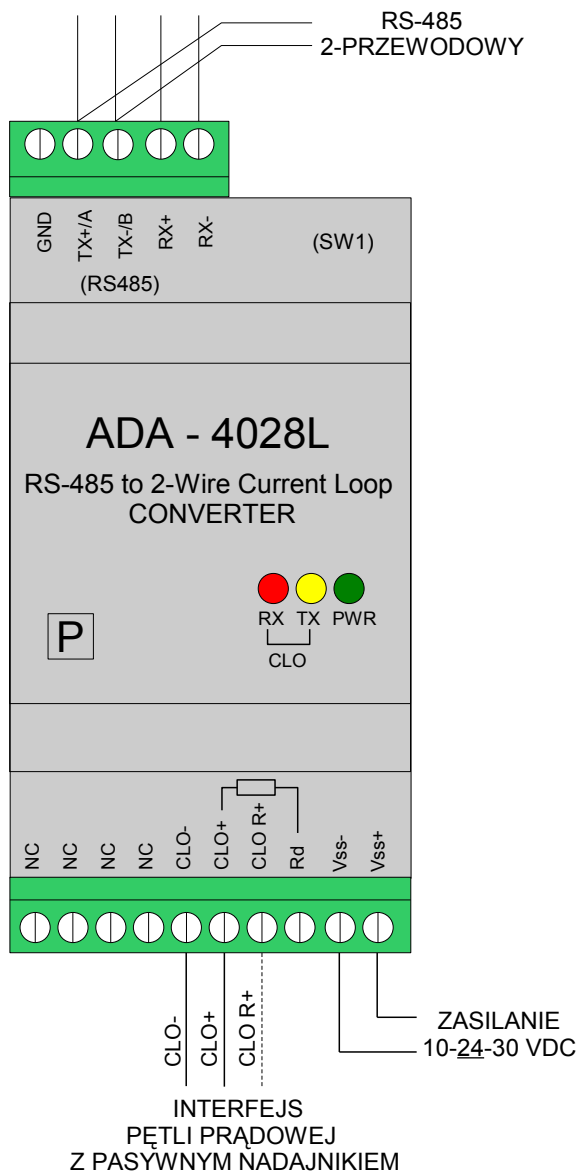 RS-485
2-PRZEWODOWY
GND
TX+/A
TX-/B
RX+
RX-
(SW1)
(RS485)
ADA - 4028L
RS-485 to 2-Wire Current Loop
CONVERTER
RX TX PWR
CLO
P
NC
NC
NC
NC
CLO-
CLO+
CLO R+
Rd
Vss-
Vss+
CLO-
CLO+
CLO R+
ZASILANIE
10-24-30 VDC
INTERFEJS
PĘTLI PRĄDOWEJ
Z PASYWNYM NADAJNIKIEM